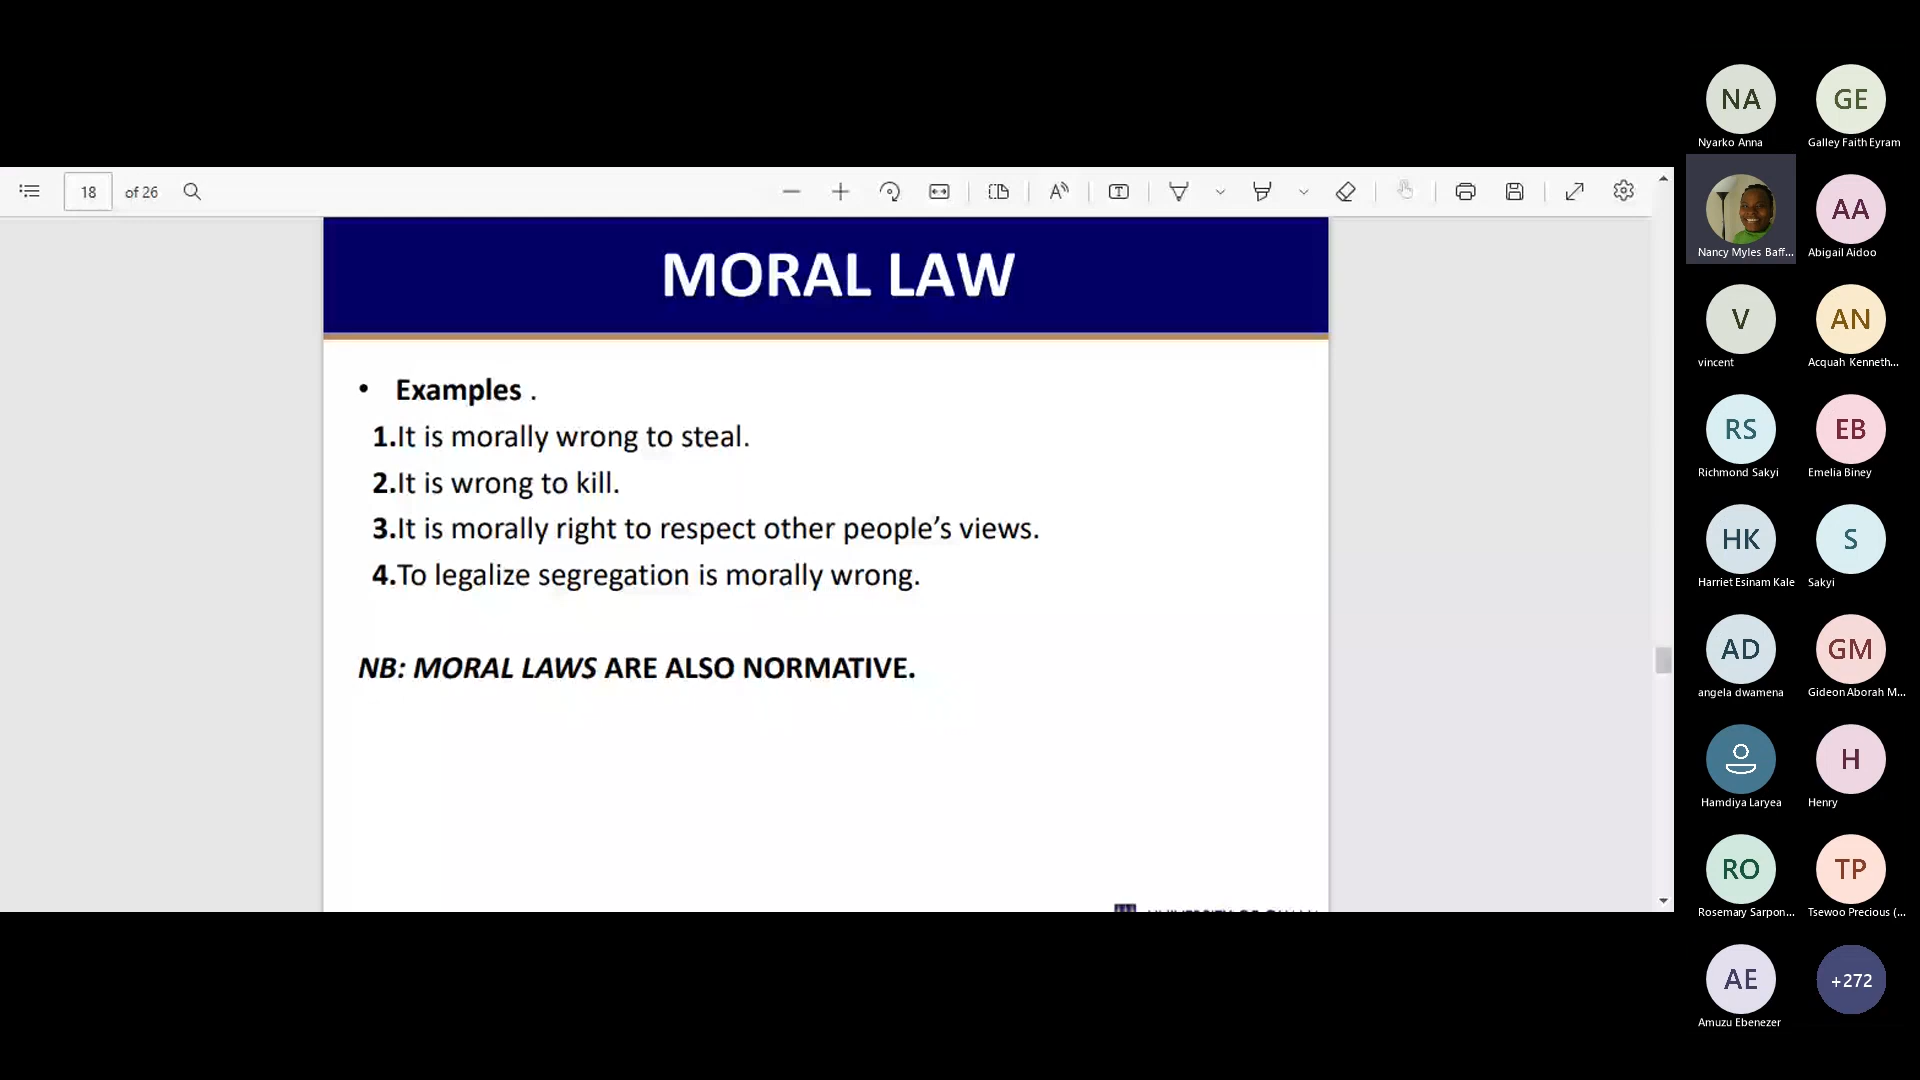 18 of 26
MORAL LAW
• Examples .
1.It is morally wrong to steal.
2.It is wrong to kill.
3.It is morally right to respect other people’s views.
4.To legalize segregation is morally wrong.
NB: MORAL LAWS ARE ALSO NORMATIVE.
NA GE
Nyarko Anna Galley Faith Eyram
AA
Nancy Myles Baff... Abigail Aidoo
V AN
vincent Acquah Kenneth...
RS EB
Richmond Sakyi Emelia Biney
HK S
Harriet Esinam Kale Sakyi
AD GM
angela dwamena Gideon Aborah M...
H
Hamdiya Laryea Henry
RO TP
Rosemary Sarpon... Tsewoo Precious (...
AE +272
Amuzu Ebenezer